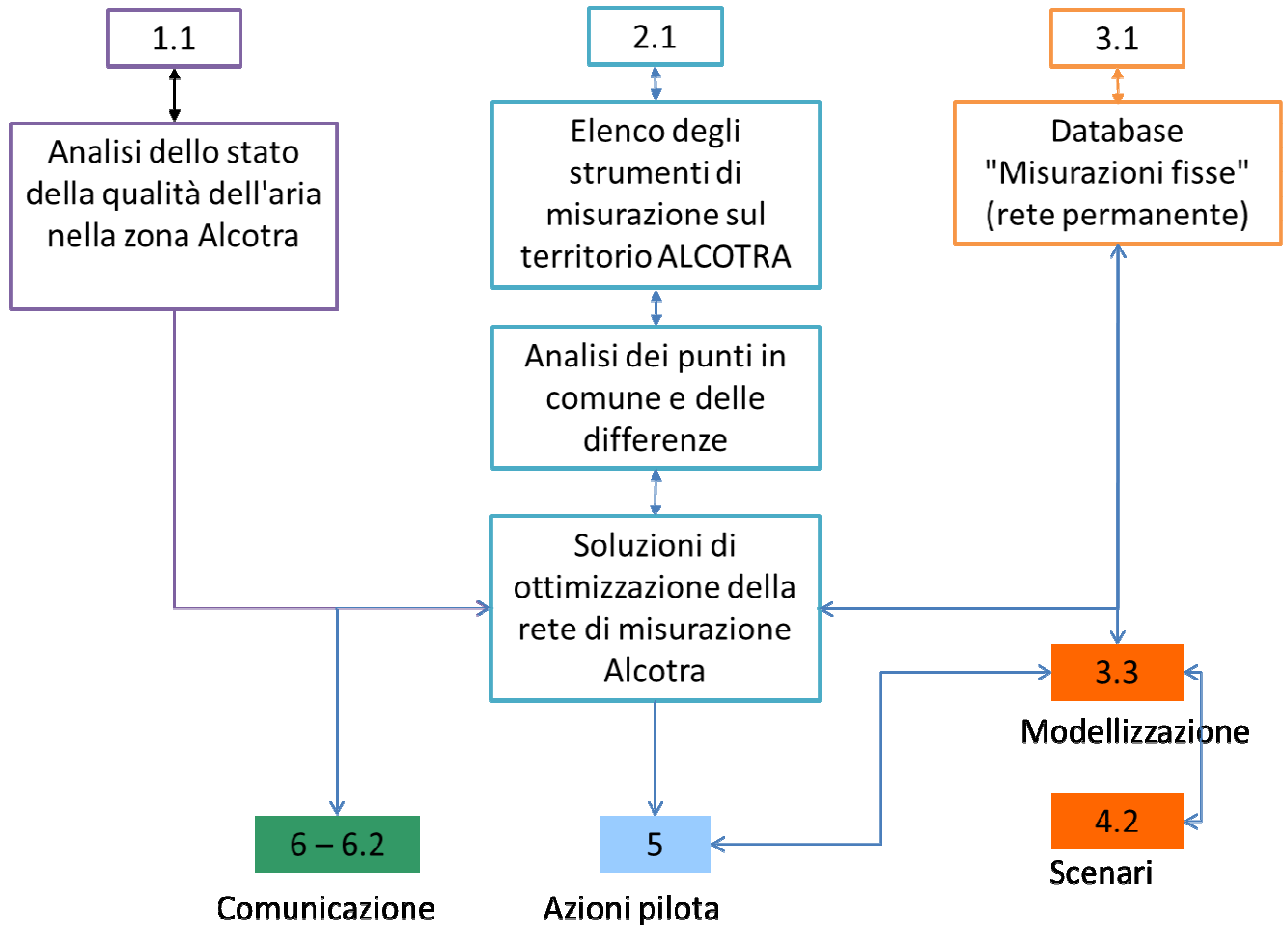 1.1
2.1
3.1
Analisi dello stato
della qualità dell'aria
nella zona Alcotra
Elenco degli
strumenti di
misurazione sul
territorio ALCOTRA
Database
"Misurazioni fisse"
(rete permanente)
Analisi dei punti in
comune e delle
differenze
Soluzioni di
ottimizzazione della
rete di misurazione
Alcotra
3.3
Modellizzazione
4.2
Scenari
6 – 6.2
Comunicazione
5
Azioni pilota